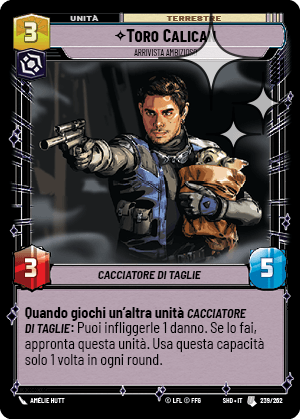 3
UNITÀ
TERRESTRE
✧TORO CALICAN
ARRIVISTA AMBIZIOSO
CACCIATORE DI TAGLIE
3
5
Quando giochi un'altra unità CACCIATORE
DI TAGLIE: Puoi infliggerle 1 danno. Se lo fai,
appronta questa unità. Usa questa capacità
solo 1 volta in ogni round.
AMÉLIE HUTT
© LFL © FFG
SHD • IT
239/262